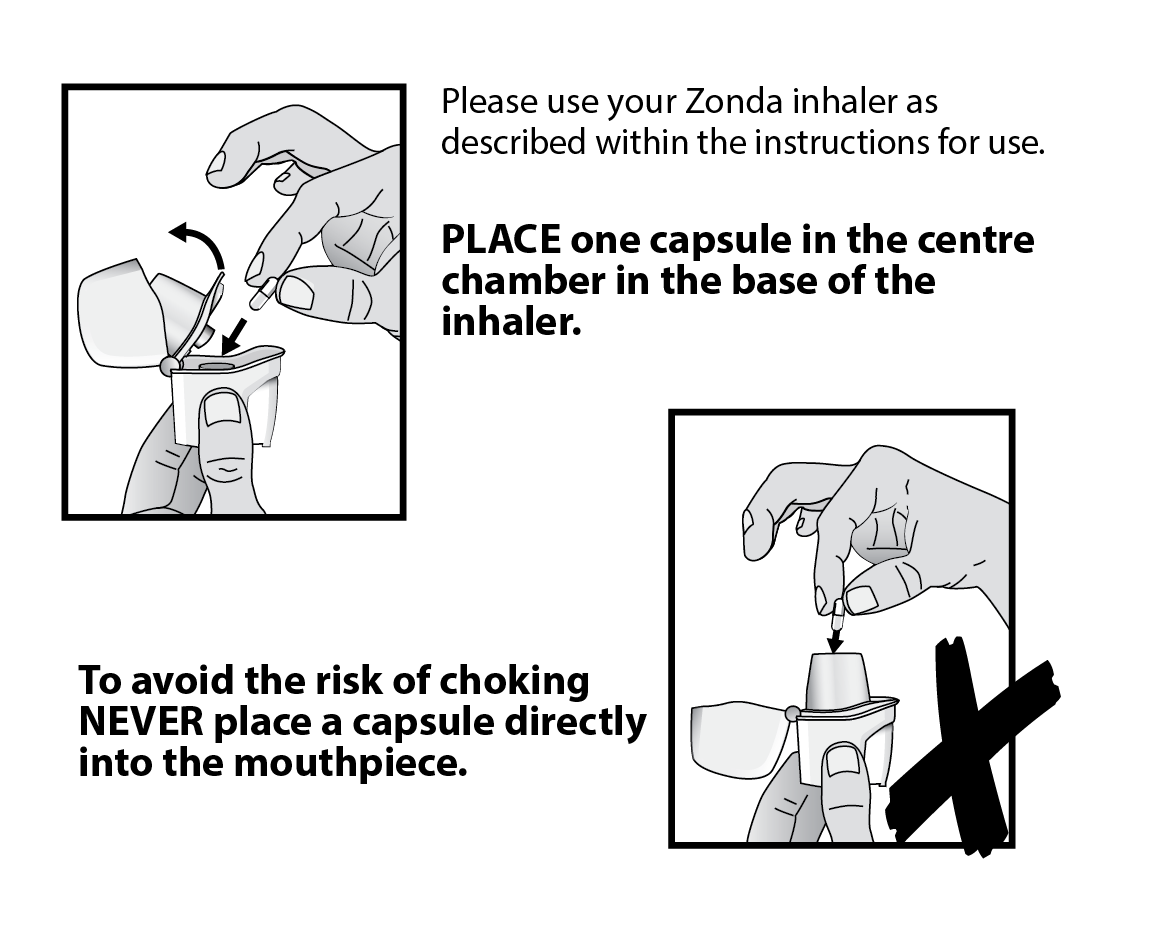 Please use your Zonda inhaler as
described within the instructions for use.
PLACE one capsule in the centre
chamber in the base of the
inhaler.
To avoid the risk of choking
NEVER place a capsule directly
into the mouthpiece.